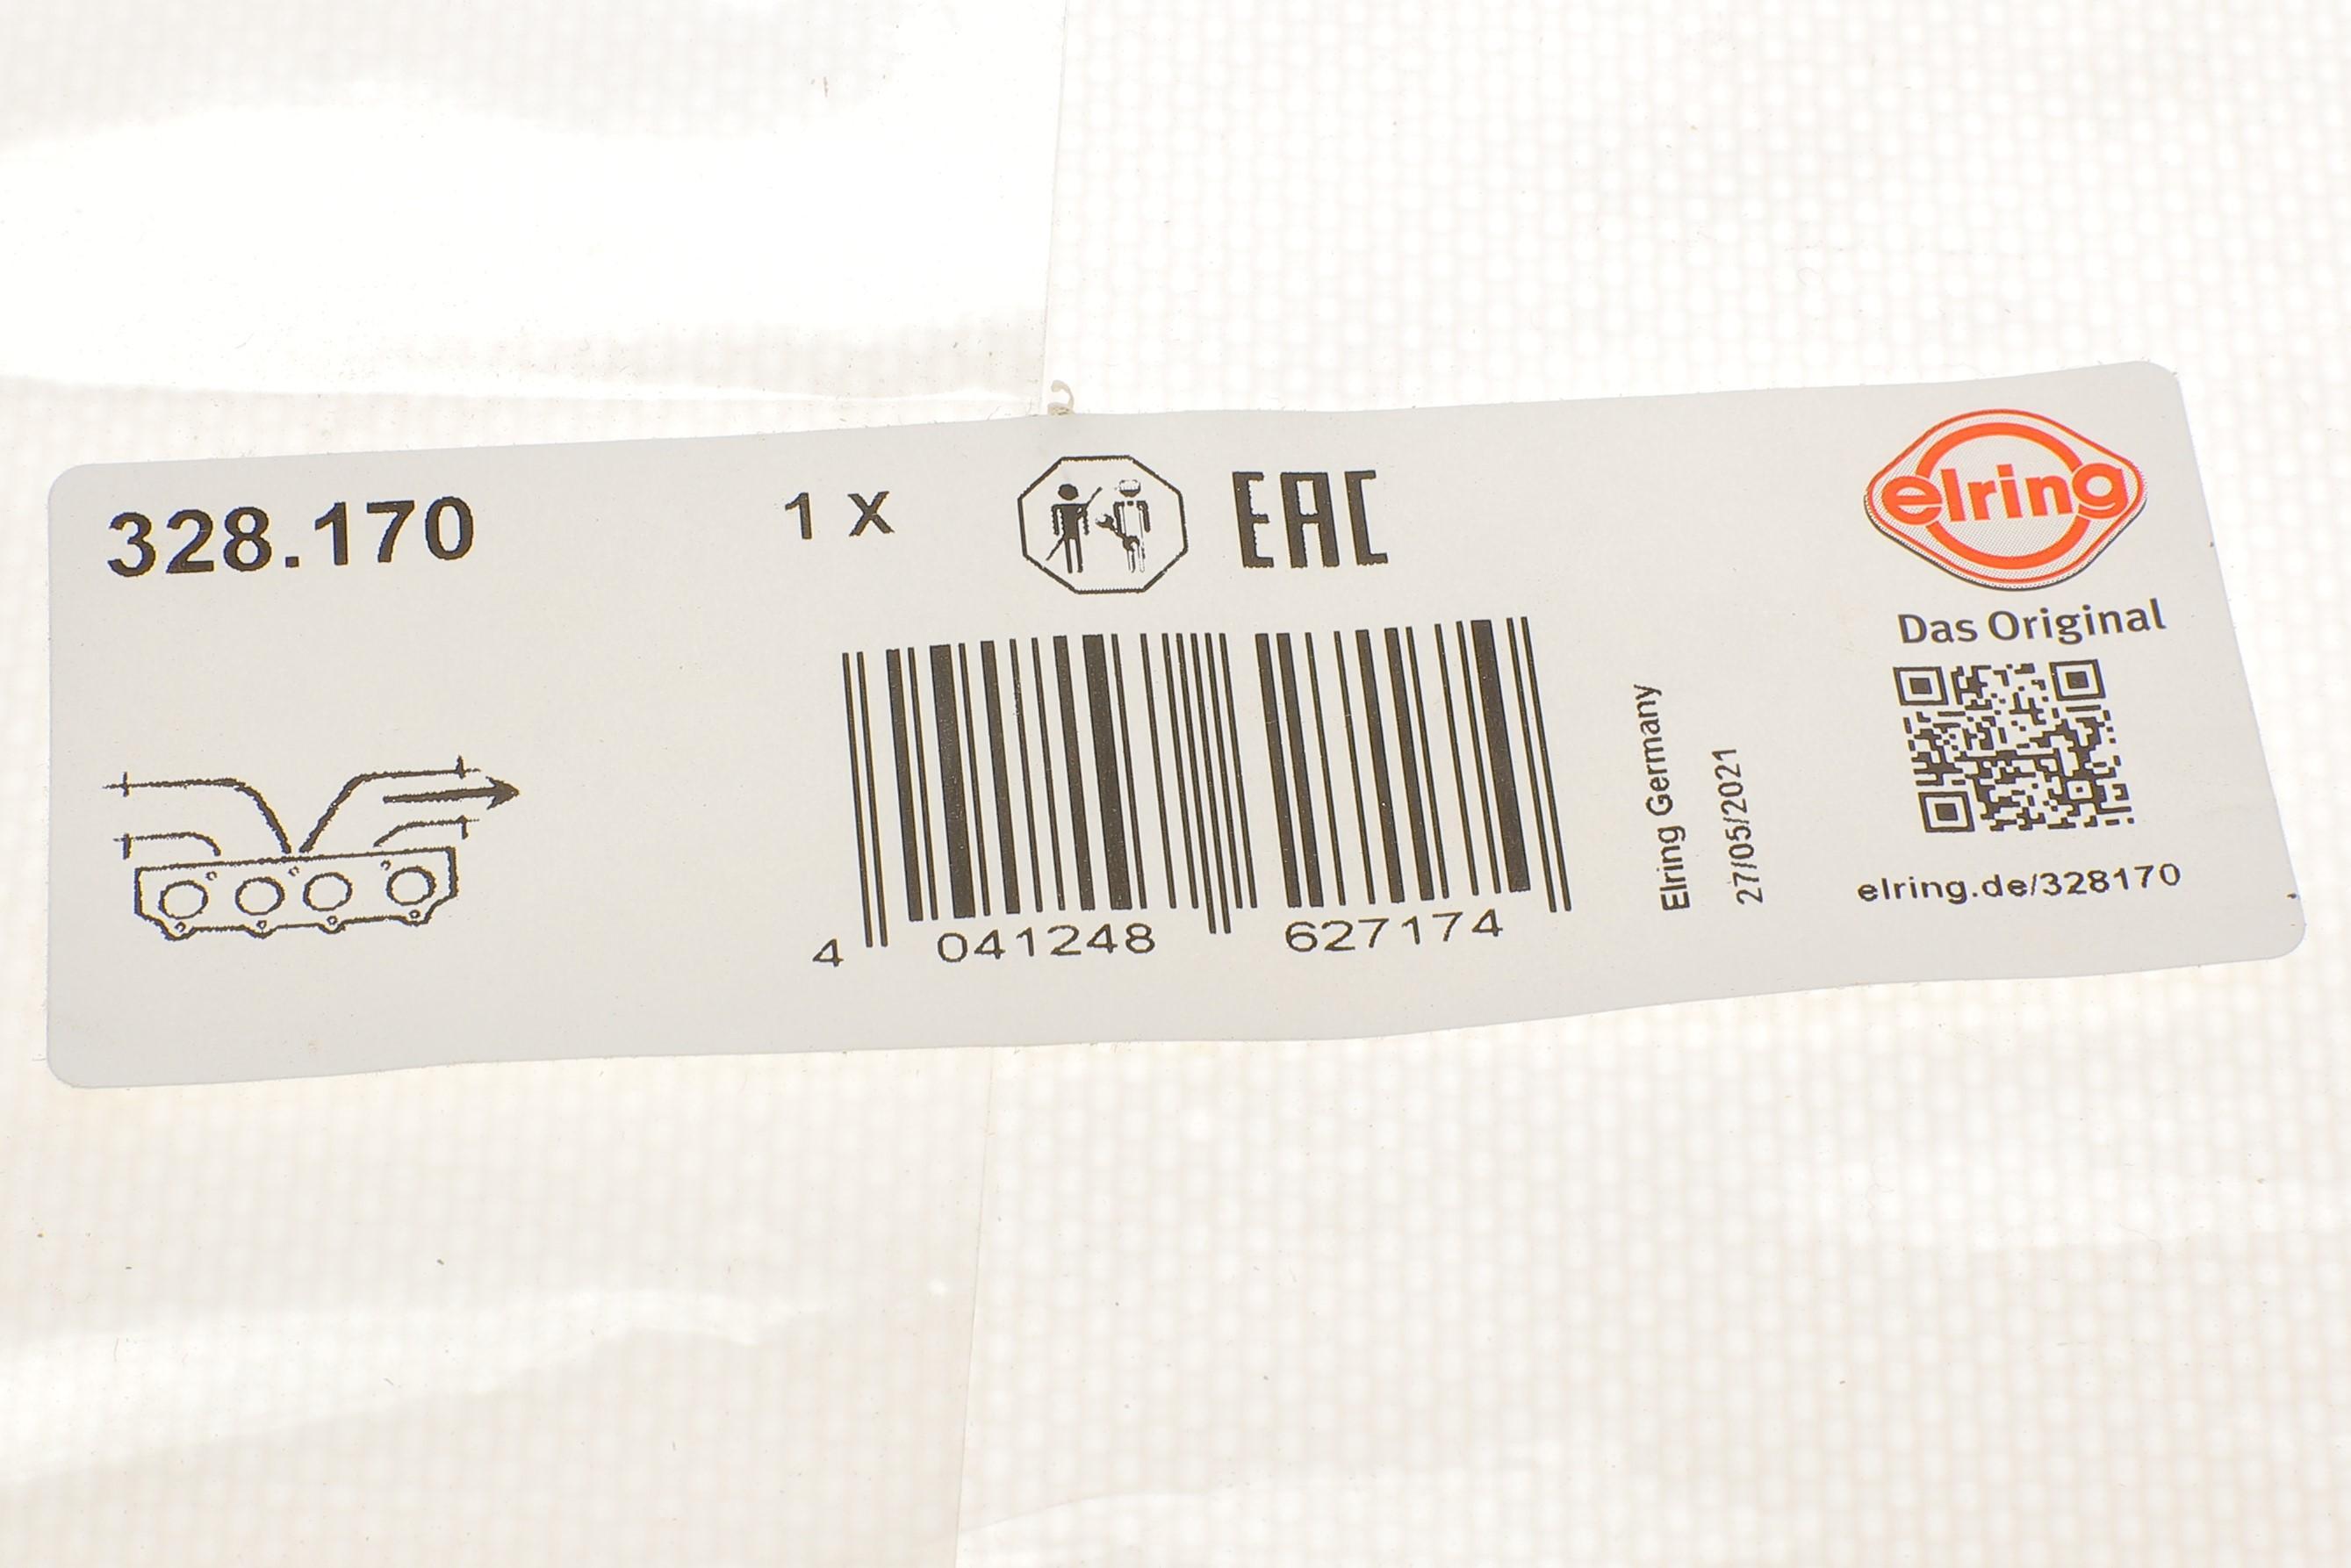 328.170
1 X
EAC
elring
Das Original
4 041248 627174
Elring Germany
27/05/2021
elring.de/328170